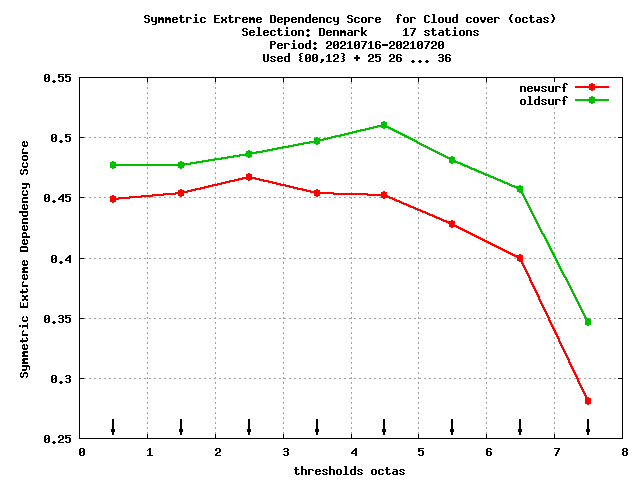 Symmetric Extreme Dependency Score  for Cloud cover (octas)
Selection: Denmark     17 stations
Period: 20210716-20210720
Used {00,12} + 25 26 ... 36
newsurf
oldsurf
Symmetric Extreme Dependency Score
0.55
0.5
0.45
0.4
0.35
0.3
0.25
0 1 2 3 4 5 6 7 8
thresholds octas